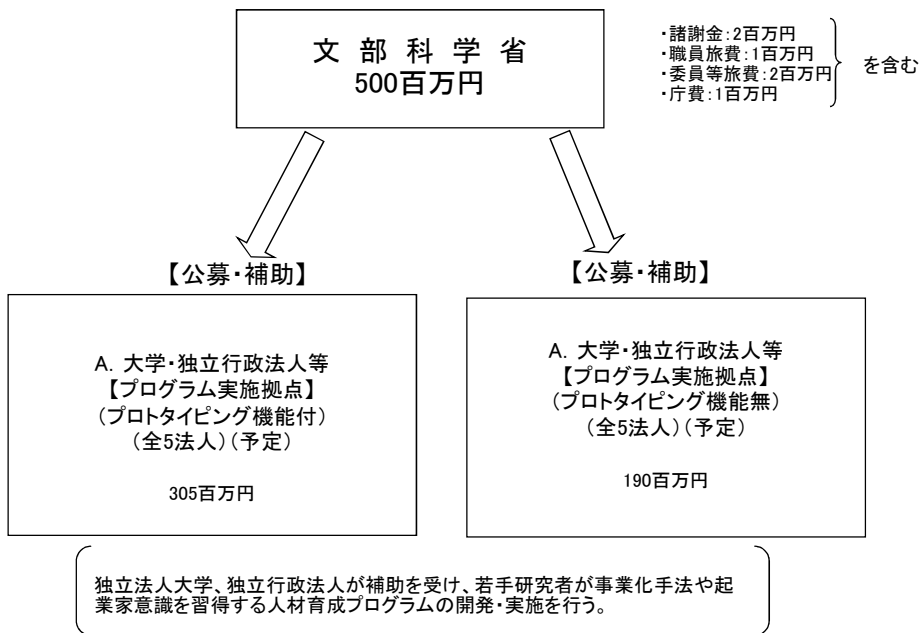 文 部 科 学 省
500百万円
・諸謝金:2百万円
・職員旅費:1百万円
・委員等旅費:2百万円
・庁費:1百万円
を含む
【公募・補助】
A. 大学・独立行政法人等
【プログラム実施拠点】
(プロトタイピング機能付)
(全5法人)(予定)
305百万円
【公募・補助】
A. 大学・独立行政法人等
【プログラム実施拠点】
(プロトタイピング機能無)
(全5法人)(予定)
190百万円
独立法人大学、独立行政法人が補助を受け、若手研究者が事業化手法や起
業家意識を習得する人材育成プログラムの開発・実施を行う。